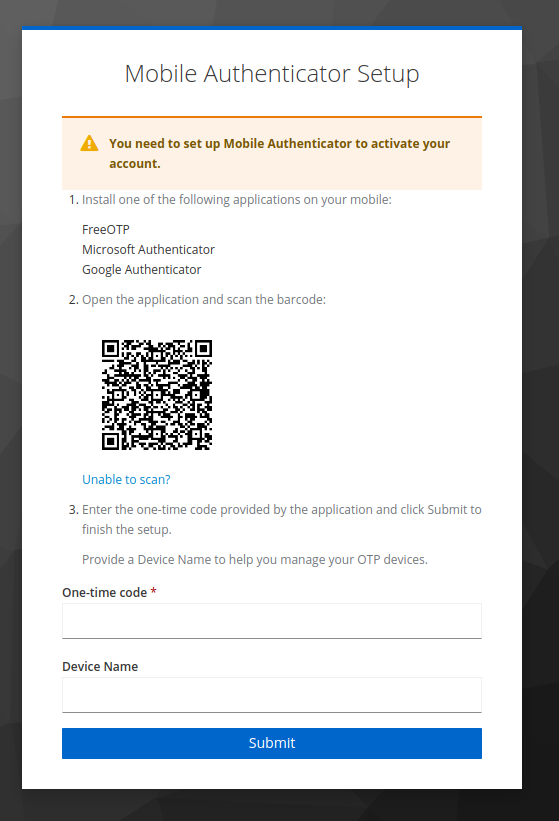 Mobile Authenticator Setup
You need to set up Mobile Authenticator to activate your
account.
1. Install one of the following applications on your mobile:
FreeOTP
Microsoft Authenticator
Google Authenticator
2. Open the application and scan the barcode:
Unable to scan?
3. Enter the one-time code provided by the application and click Submit to
finish the setup.
Provide a Device Name to help you manage your OTP devices.
One-time code *
Device Name
Submit